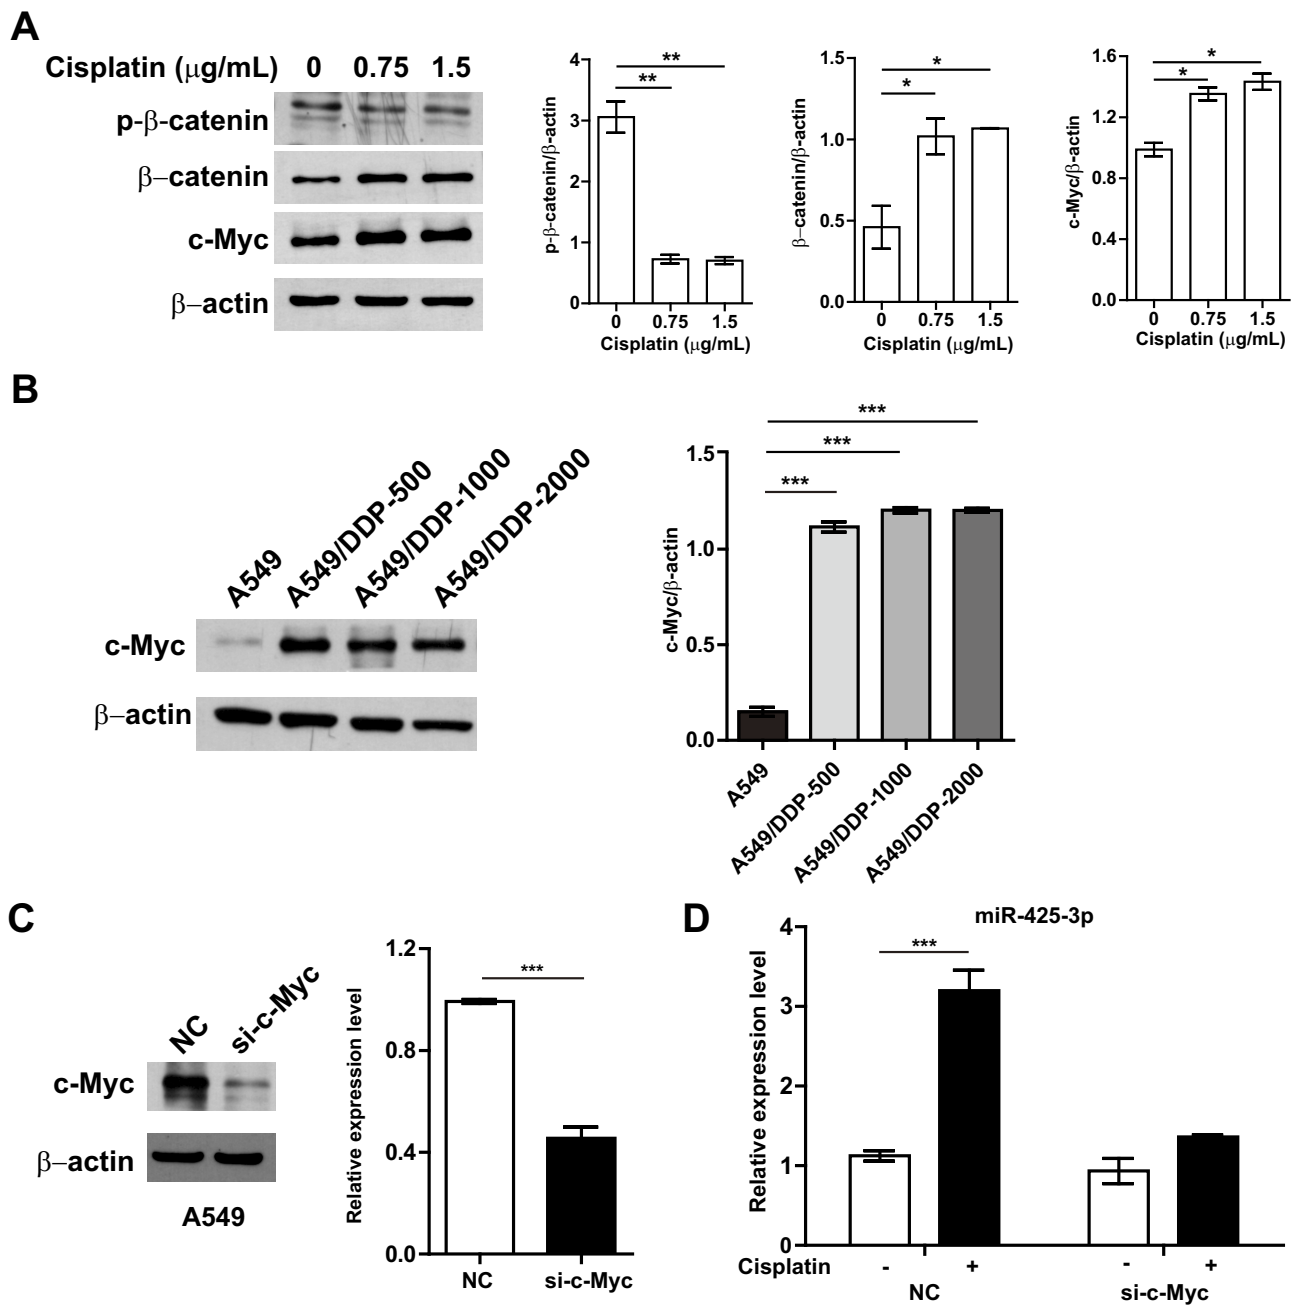 A
Cisplatin (μg/mL) 0 0.75 1.5
p-β-catenin
β–catenin
c-Myc
β–actin
p-β-catenin/β-actin
4
3
2
1
0
** 
**
0 0.75 1.5
Cisplatin (μg/mL)
β–catenin/β-actin
1.5
1.0
0.5
0.0
*
*
0 0.75 1.5
Cisplatin (μg/mL)
c-Myc/β-actin
1.6
1.2
0.8
0.4
0.0
*
*
0 0.75 1.5
Cisplatin (μg/mL)
B
A549
A549/DDP-500
A549/DDP-1000
A549/DDP-2000
c-Myc
β–actin
c-Myc/β-actin
1.5
1.0
0.5
0.0
***
***
***
A549
A549/DDP-500
A549/DDP-1000
A549/DDP-2000
C
NC
si-c-Myc
c-Myc
β–actin
A549
Relative expression level
1.2
0.8
0.4
0.0
***
NC si-c-Myc
D
miR-425-3p
Relative expression level
4
3
2
1
0
***
Cisplatin - + - +
NC si-c-Myc